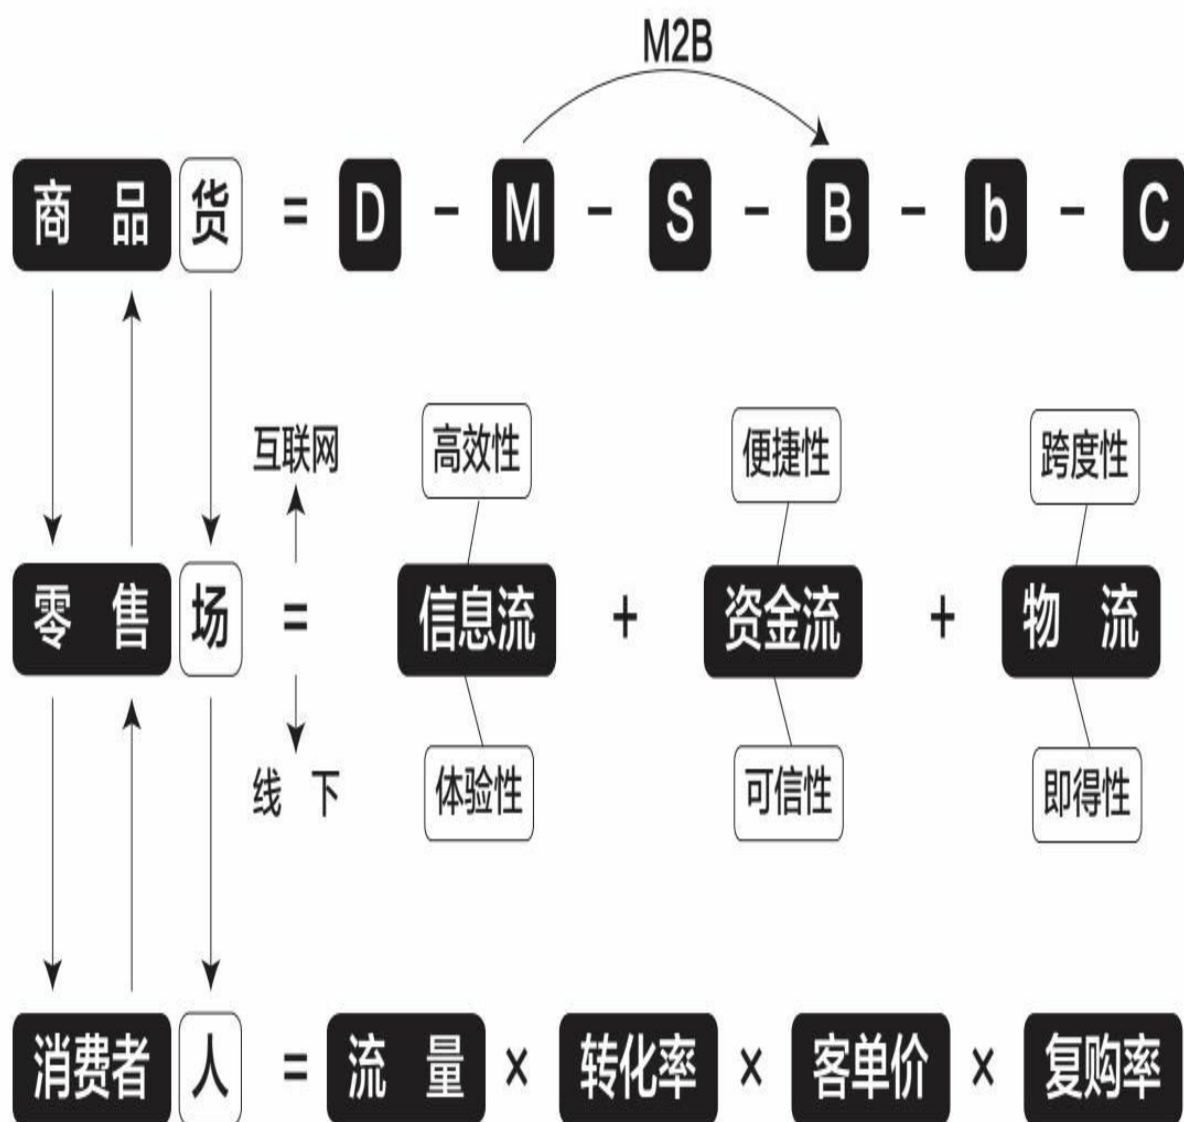 M2B
商品 货 = D - M - S - B - b - C
互联网 高效性 便捷性 跨度性
零售 场 = 信息流 + 资金流 + 物流
线下 体验性 可信性 即得性
消费者 人 = 流量 × 转化率 × 客单价 × 复购率